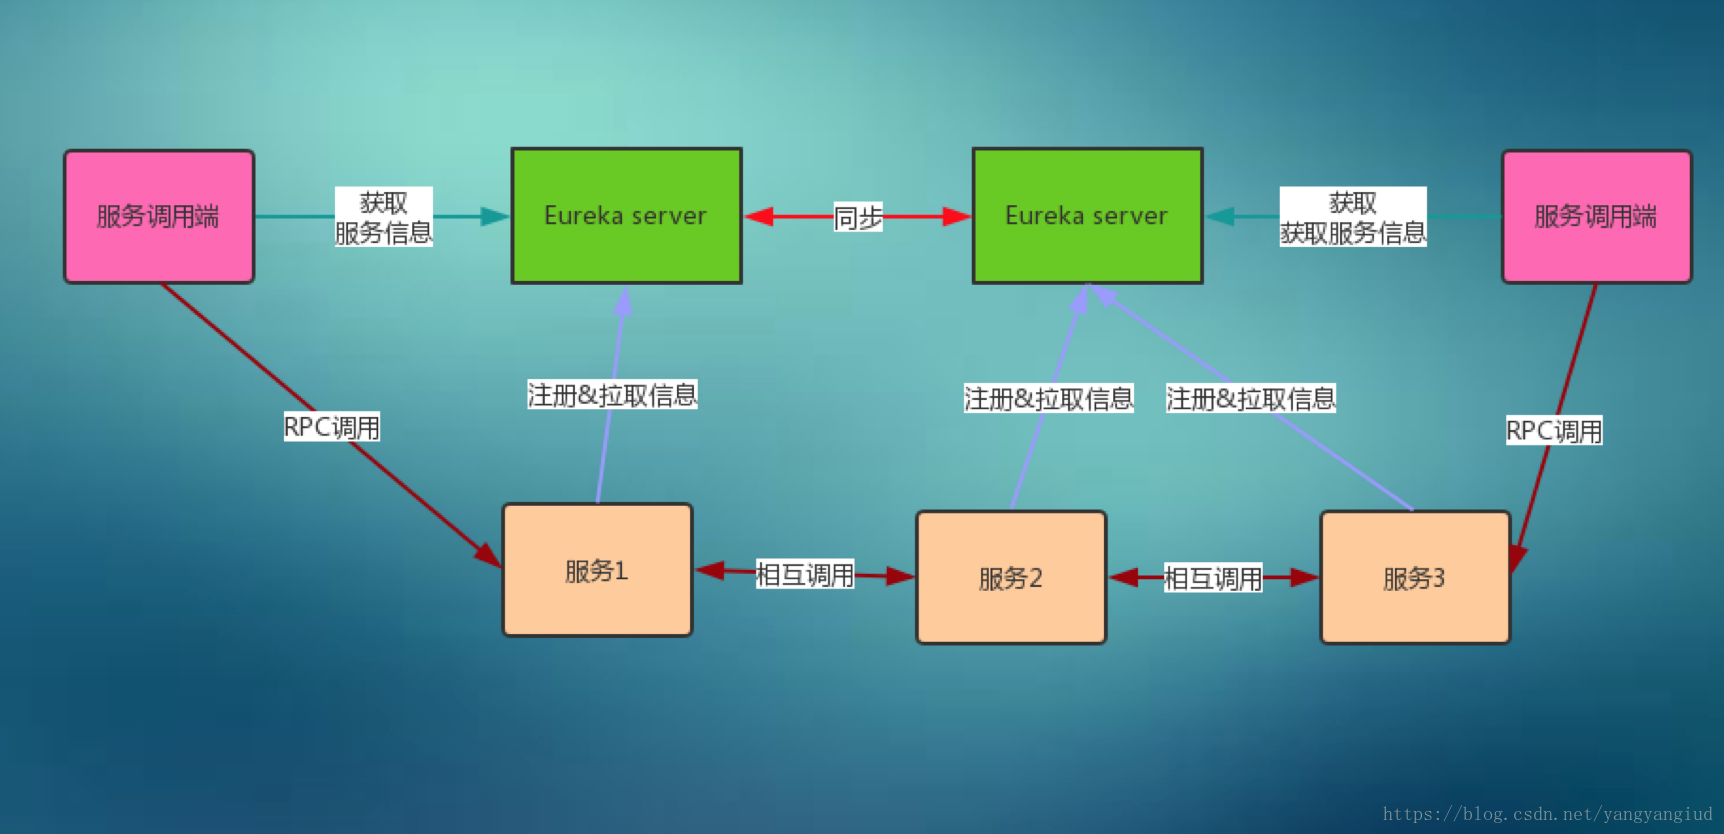 服务调用端
获取
服务信息
Eureka server
同步
Eureka server
获取
获取服务信息
服务调用端
注册&拉取信息
注册&拉取信息
注册&拉取信息
RPC调用
RPC调用
服务1
相互调用
服务2
相互调用
服务3
https://blog.csdn.net/yangyangiud